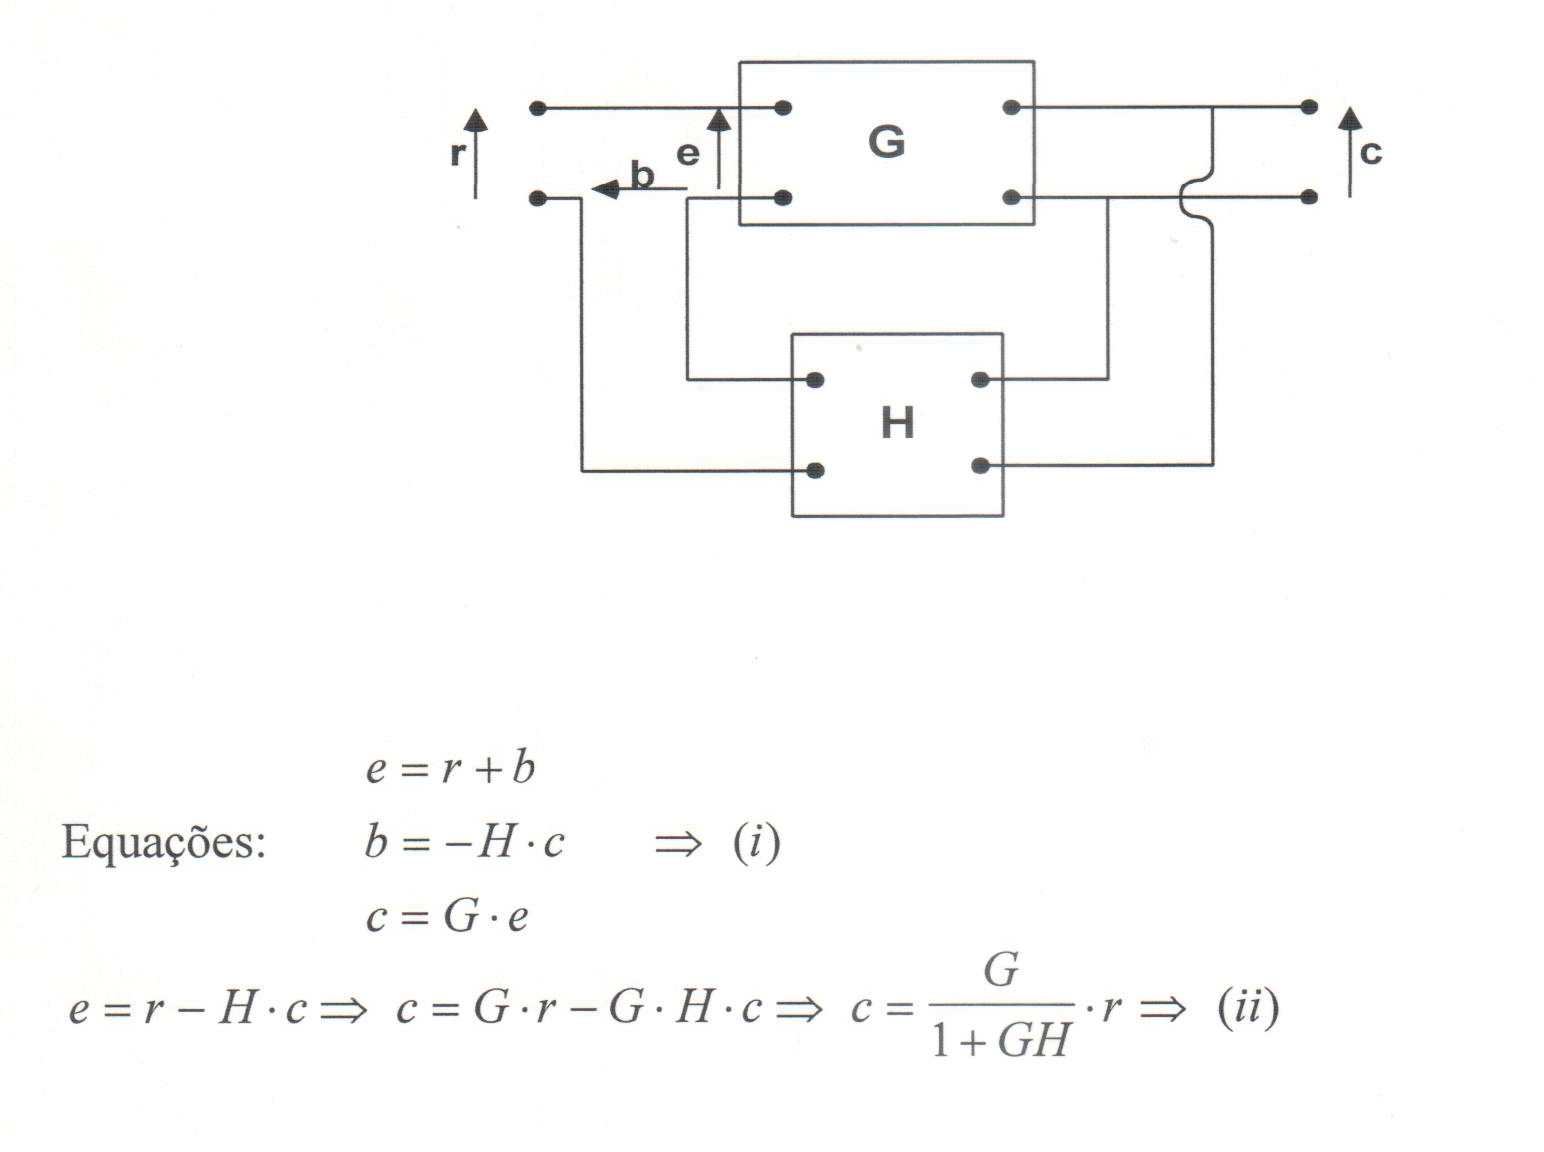 r
b
e
G
c
H
e = r + b
Equações: b = −H · c ⇒ (i)
c = G · e
e = r − H · c ⇒ c = G · r − G · H · c ⇒ c = G / (1 + GH) · r ⇒ (ii)